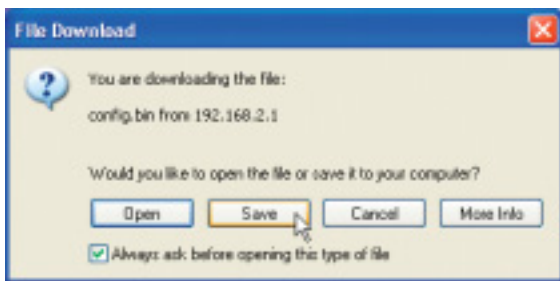 File Download
You are downloading the file:
config.bin from 192.168.2.1
Would you like to open the file or save it to your computer?
Open Save Cancel More Info
Always ask before opening this type of file